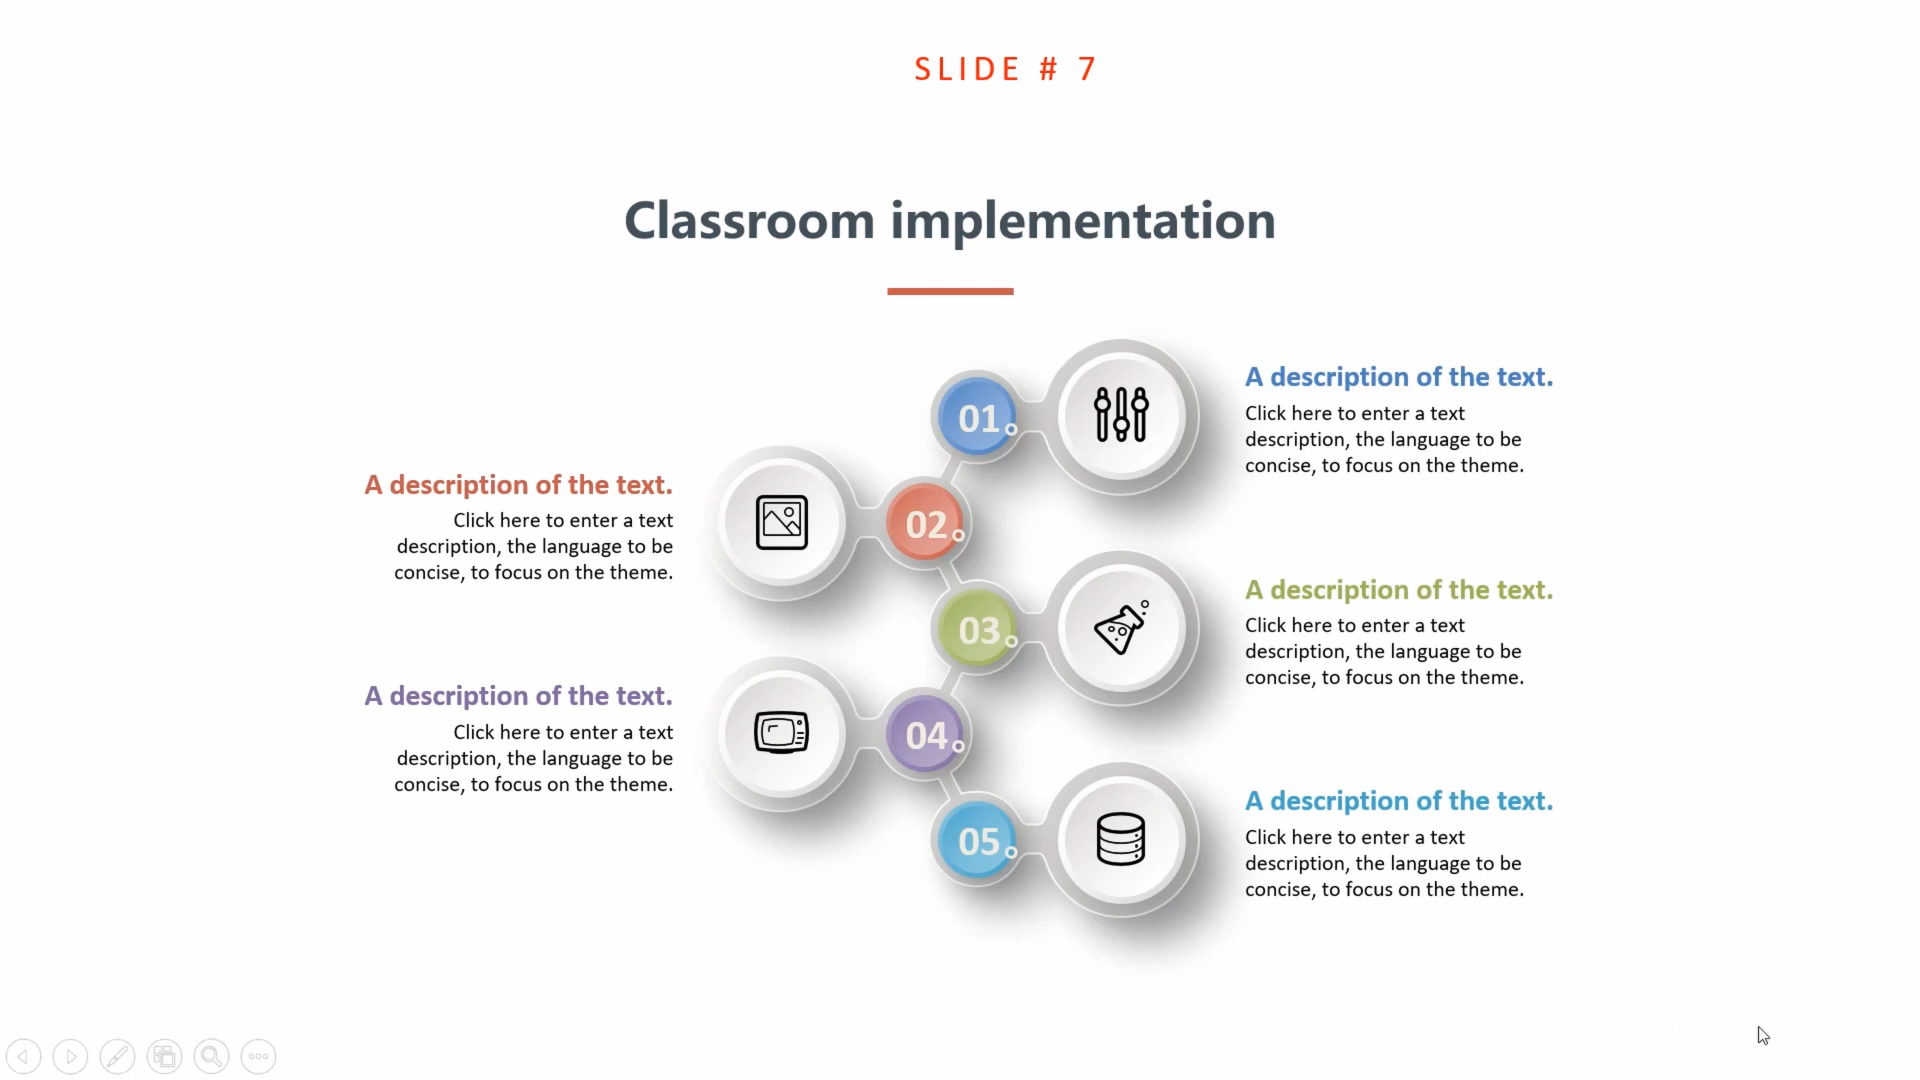 SLIDE # 7
Classroom implementation
01
A description of the text.
Click here to enter a text
description, the language to be
concise, to focus on the theme.
A description of the text.
Click here to enter a text
description, the language to be
concise, to focus on the theme.
02
03
A description of the text.
Click here to enter a text
description, the language to be
concise, to focus on the theme.
A description of the text.
Click here to enter a text
description, the language to be
concise, to focus on the theme.
04
05
A description of the text.
Click here to enter a text
description, the language to be
concise, to focus on the theme.